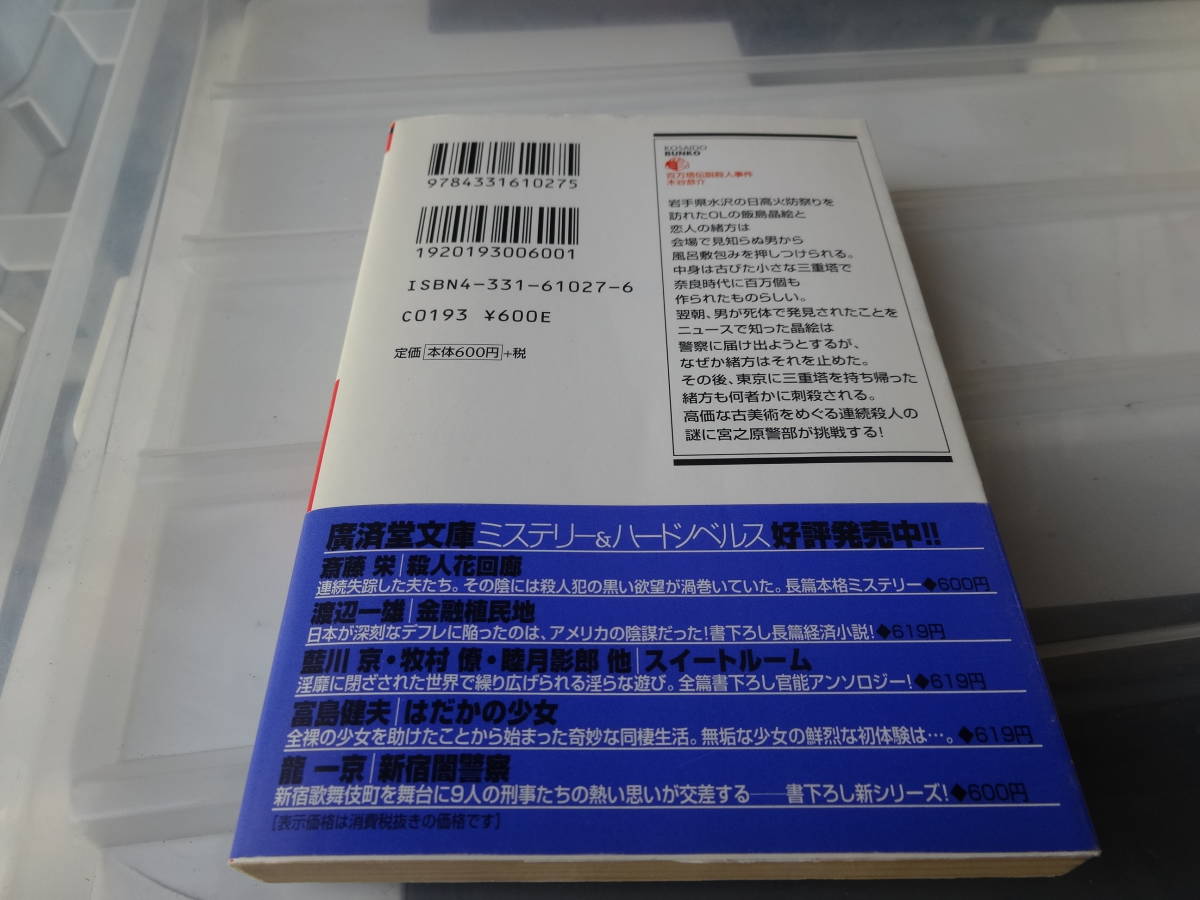 9784331610275
1920193006001
ISBN4-331-61027-6
C0193 ¥600E
定価 本体600円+税
KOSAIDO
BUNKO
百万塔伝説殺人事件
木谷恭介
岩手県水沢の日高火防祭りを
訪れたOLの飯島晶絵と
恋人の緒方は
会場で見知らぬ男から
風呂敷包みを押しつけられる。
中身は古びた小さな三重塔で
奈良時代に百万個も
作られたものらしい。
翌朝、男が死体で発見されたことを
ニュースで知った晶絵は
警察に届け出ようとするが、
なぜか緒方はそれを止めた。
その後、東京に三重塔を持ち帰った
緒方も何者かに刺殺される。
高価な古美術をめぐる連続殺人の
謎に宮之原警部が挑戦する!
廣済堂文庫 ミステリー&ハードノベルス 好評発売中!!
斎藤 栄 殺人花回廊
連続失踪した夫たち。その陰には殺人犯の黒い欲望が渦巻いていた。長篇本格ミステリー◆600円
渡辺一雄 金融植民地
日本が深刻なデフレに陥ったのは、アメリカの陰謀だった!書下ろし長篇経済小説!◆619円
藍川 京・牧村 僚・睦月影郎 他 スイートルーム
淫靡に閉ざされた世界で繰り広げられる淫らな遊び。全篇書下ろし官能アンソロジー!◆619円
富島健夫 はだかの少女
全裸の少女を助けたことから始まった奇妙な同棲生活。無垢な少女の鮮烈な初体験は…。◆619円
龍 一京 新宿闇警察
新宿歌舞伎町を舞台に9人の刑事たちの熱い思いが交差する──書下ろし新シリーズ!◆600円
[表示価格は消費税抜きの価格です]